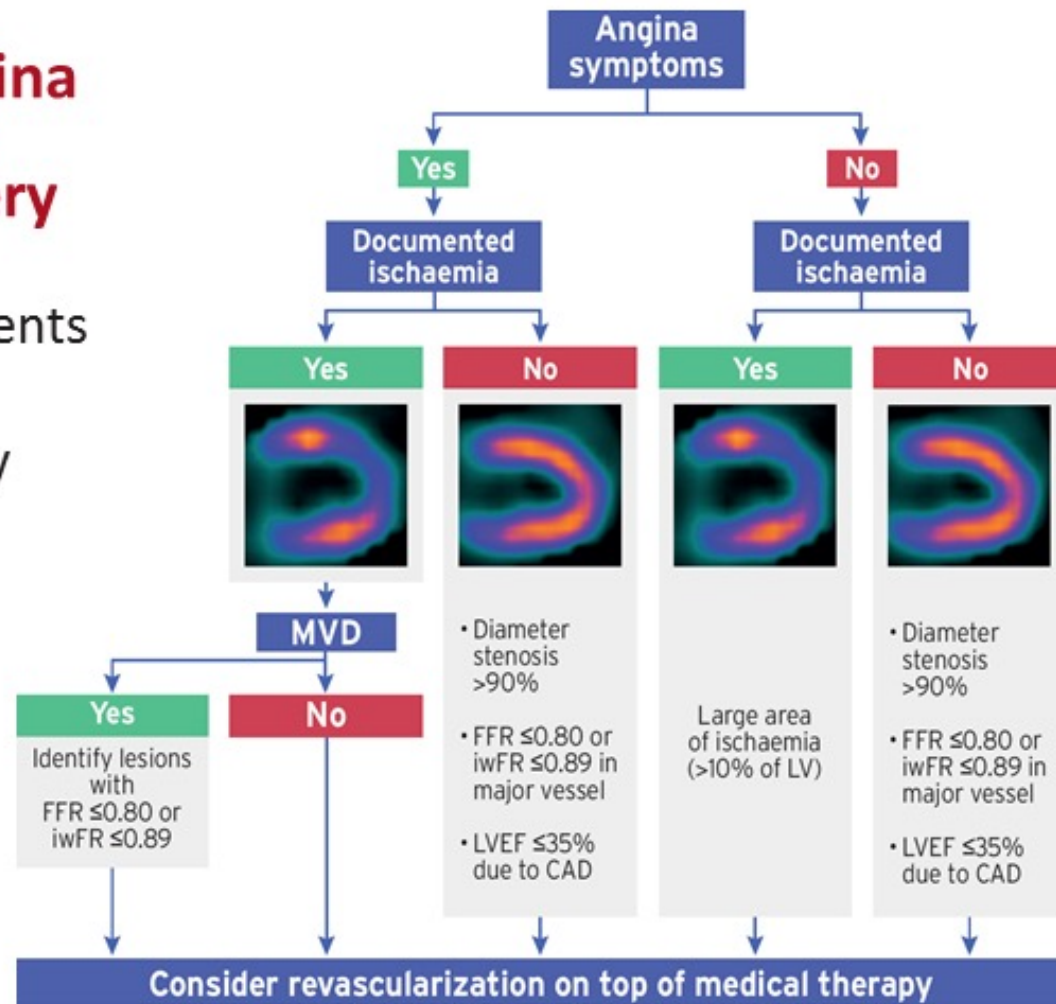 Angina
symptoms
Yes
No
Documented
ischaemia
Documented
ischaemia
Yes
No
Yes
No
MVD
Yes
No
Identify lesions
with
FFR ≤0.80 or
iwFR ≤0.89
• Diameter
stenosis
>90%
• FFR ≤0.80 or
iwFR ≤0.89 in
major vessel
• LVEF ≤35%
due to CAD
Large area
of ischaemia
(>10% of LV)
• Diameter
stenosis
>90%
• FFR ≤0.80 or
iwFR ≤0.89 in
major vessel
• LVEF ≤35%
due to CAD
Consider revascularization on top of medical therapy